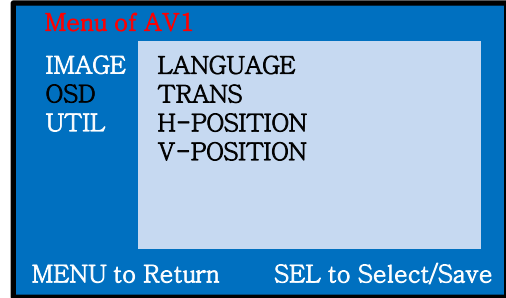 Menu of AV1
IMAGE LANGUAGE
OSD TRANS
UTIL H-POSITION
V-POSITION
MENU to Return SEL to Select/Save